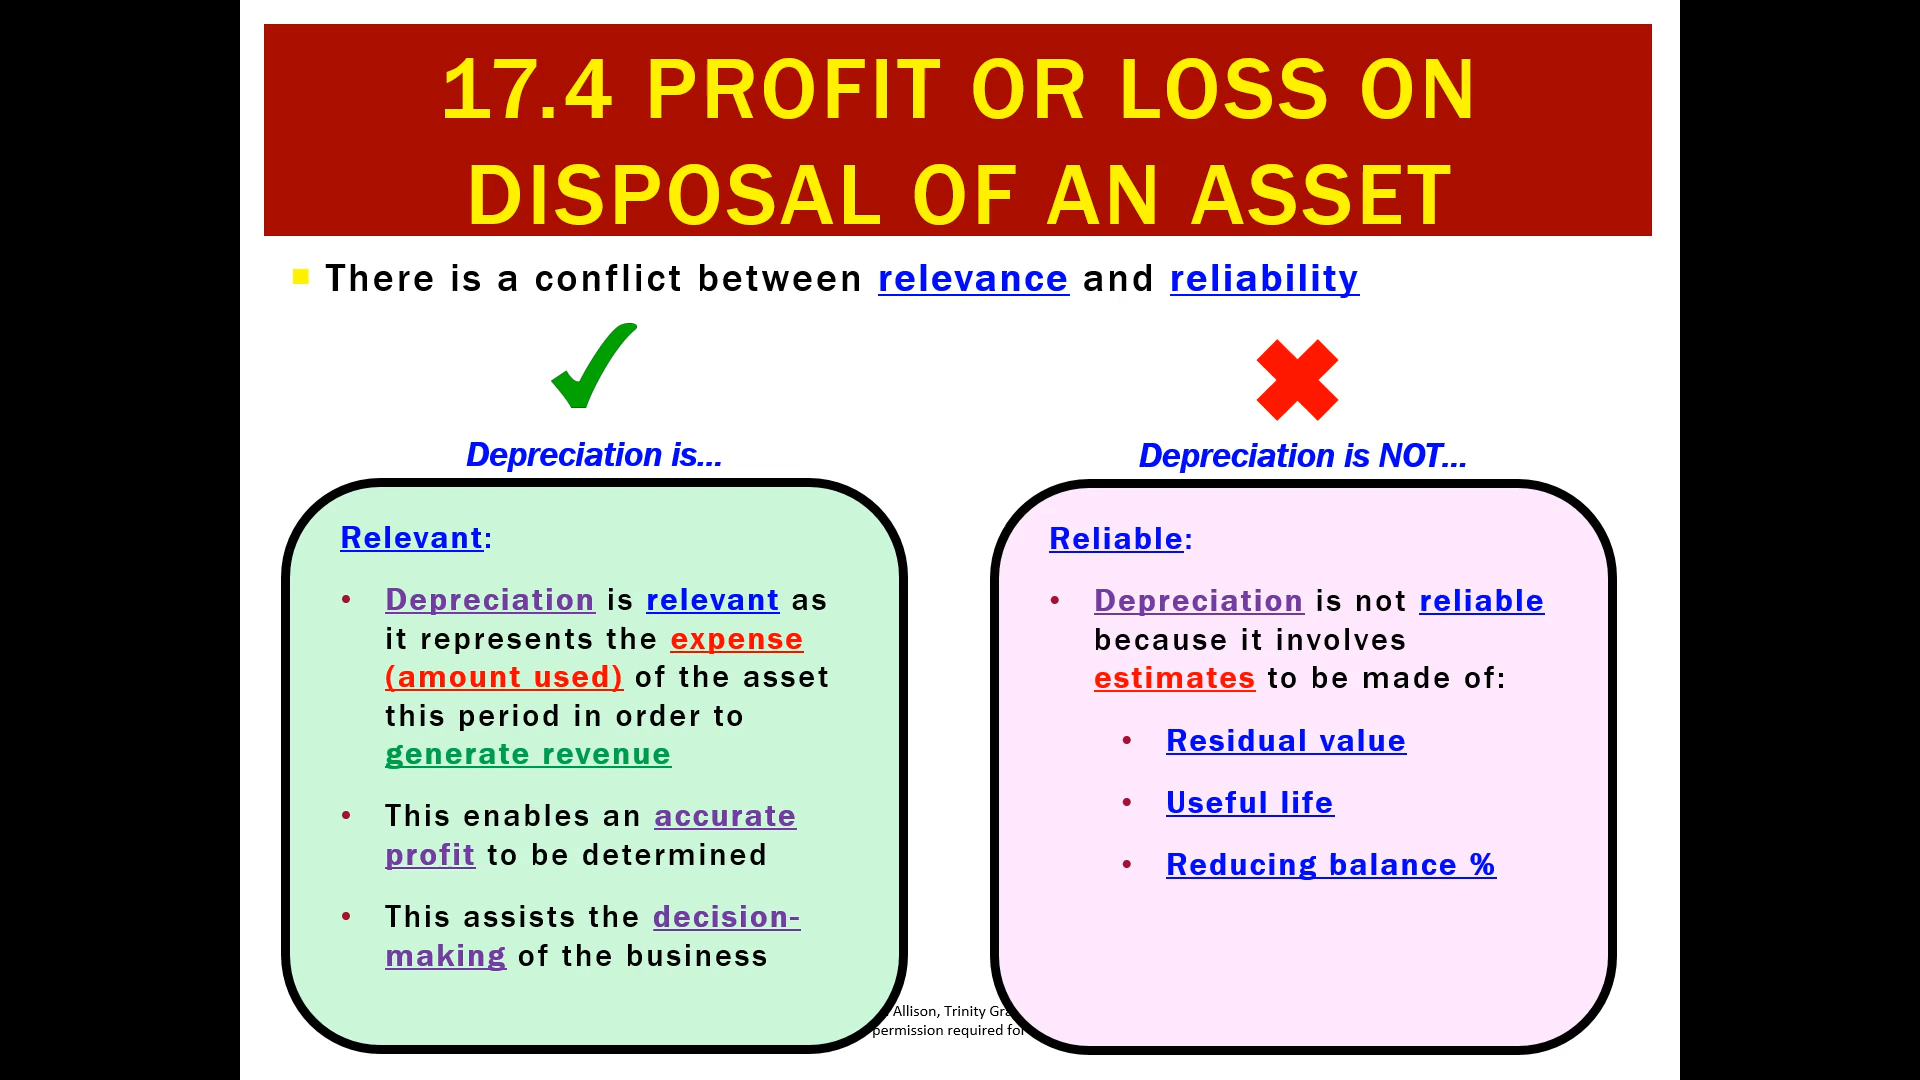 17.4 PROFIT OR LOSS ON
DISPOSAL OF AN ASSET
There is a conflict between relevance and reliability
Depreciation is...
Relevant:
• Depreciation is relevant as
it represents the expense
(amount used) of the asset
this period in order to
generate revenue
• This enables an accurate
profit to be determined
• This assists the decision-
making of the business
Depreciation is NOT...
Reliable:
• Depreciation is not reliable
because it involves
estimates to be made of:
• Residual value
• Useful life
• Reducing balance %
Allison, Trinity
permission required for